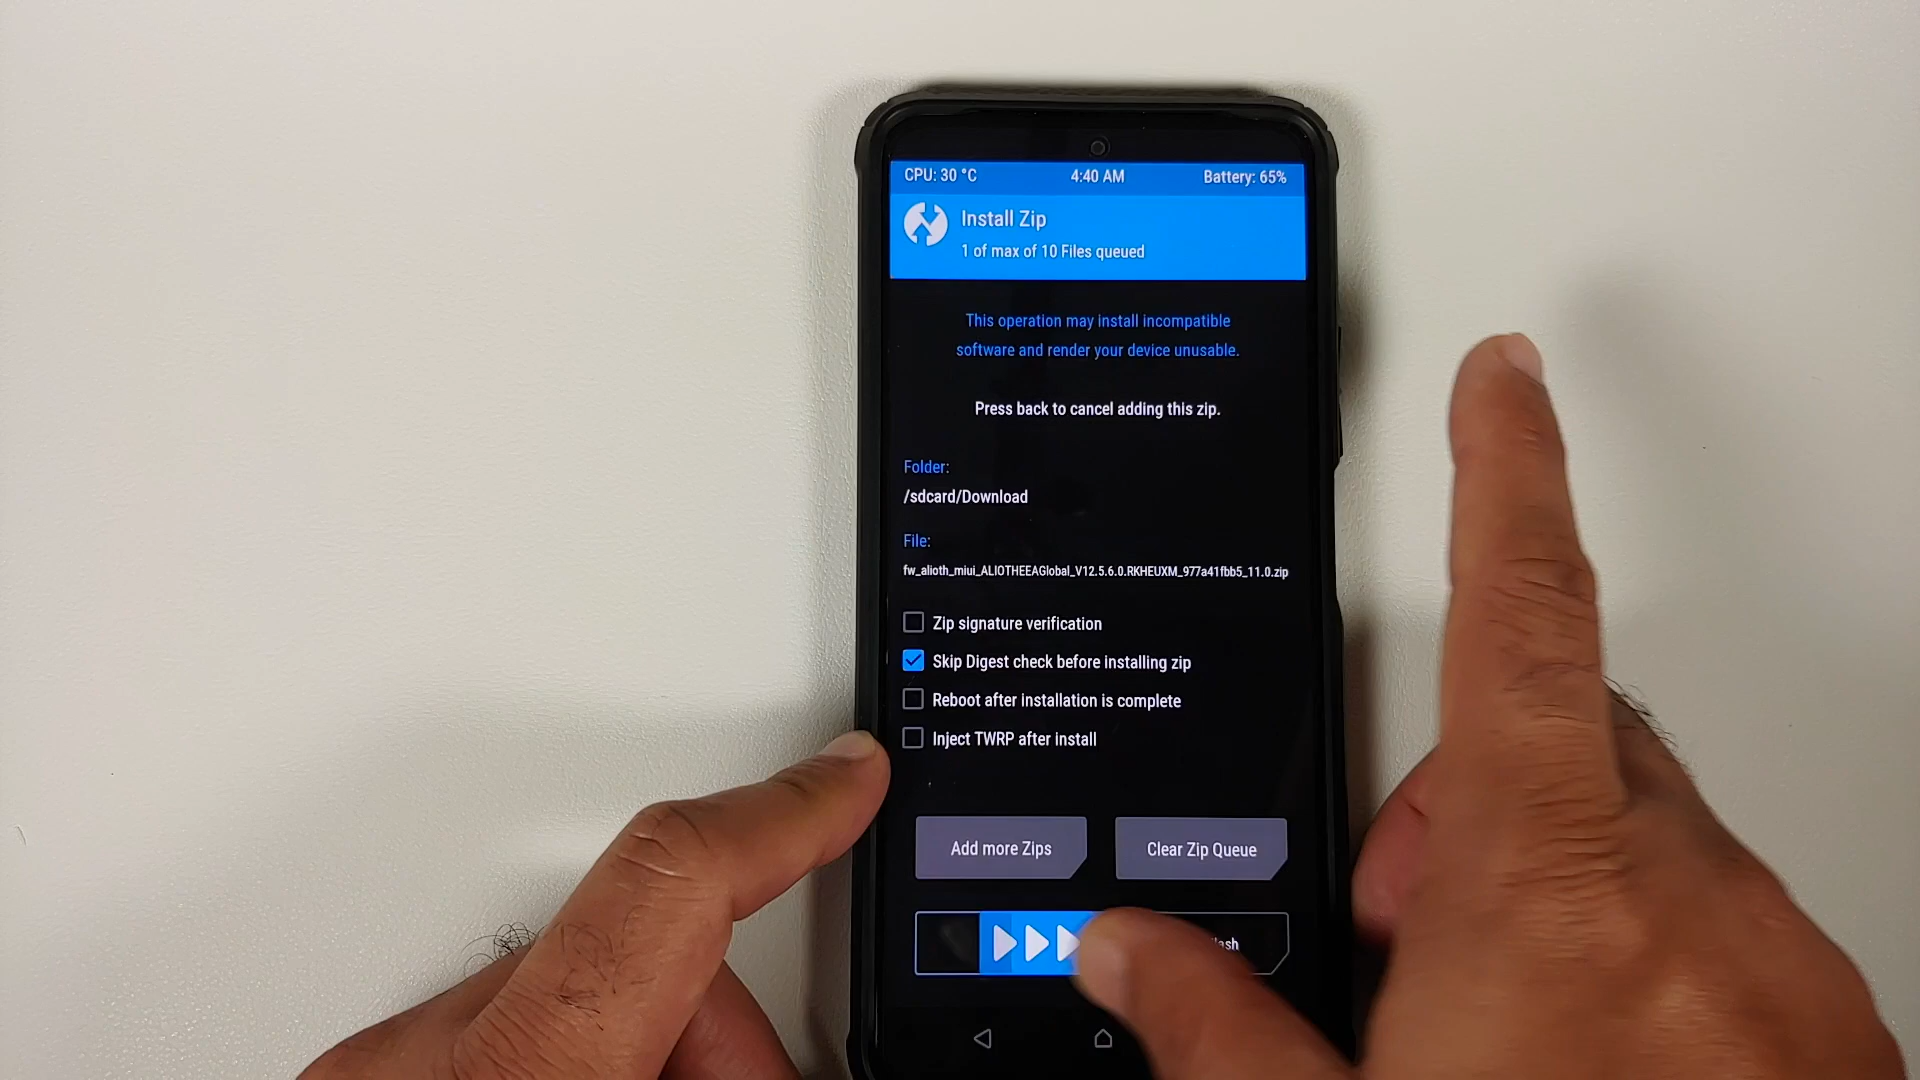 CPU: 30 °C 4:40 AM Battery: 65%
Install Zip
1 of max of 10 Files queued
This operation may install incompatible
software and render your device unusable.
Press back to cancel adding this zip.
Folder:
/sdcard/Download
File:
fw_alioth_miui_ALIOTHEEAGlobal_V12.5.6.0.RKHEUXM_977a41fbb5_11.0.zip
Zip signature verification
Skip Digest check before installing zip
Reboot after installation is complete
Inject TWRP after install
Add more Zips
Clear Zip Queue